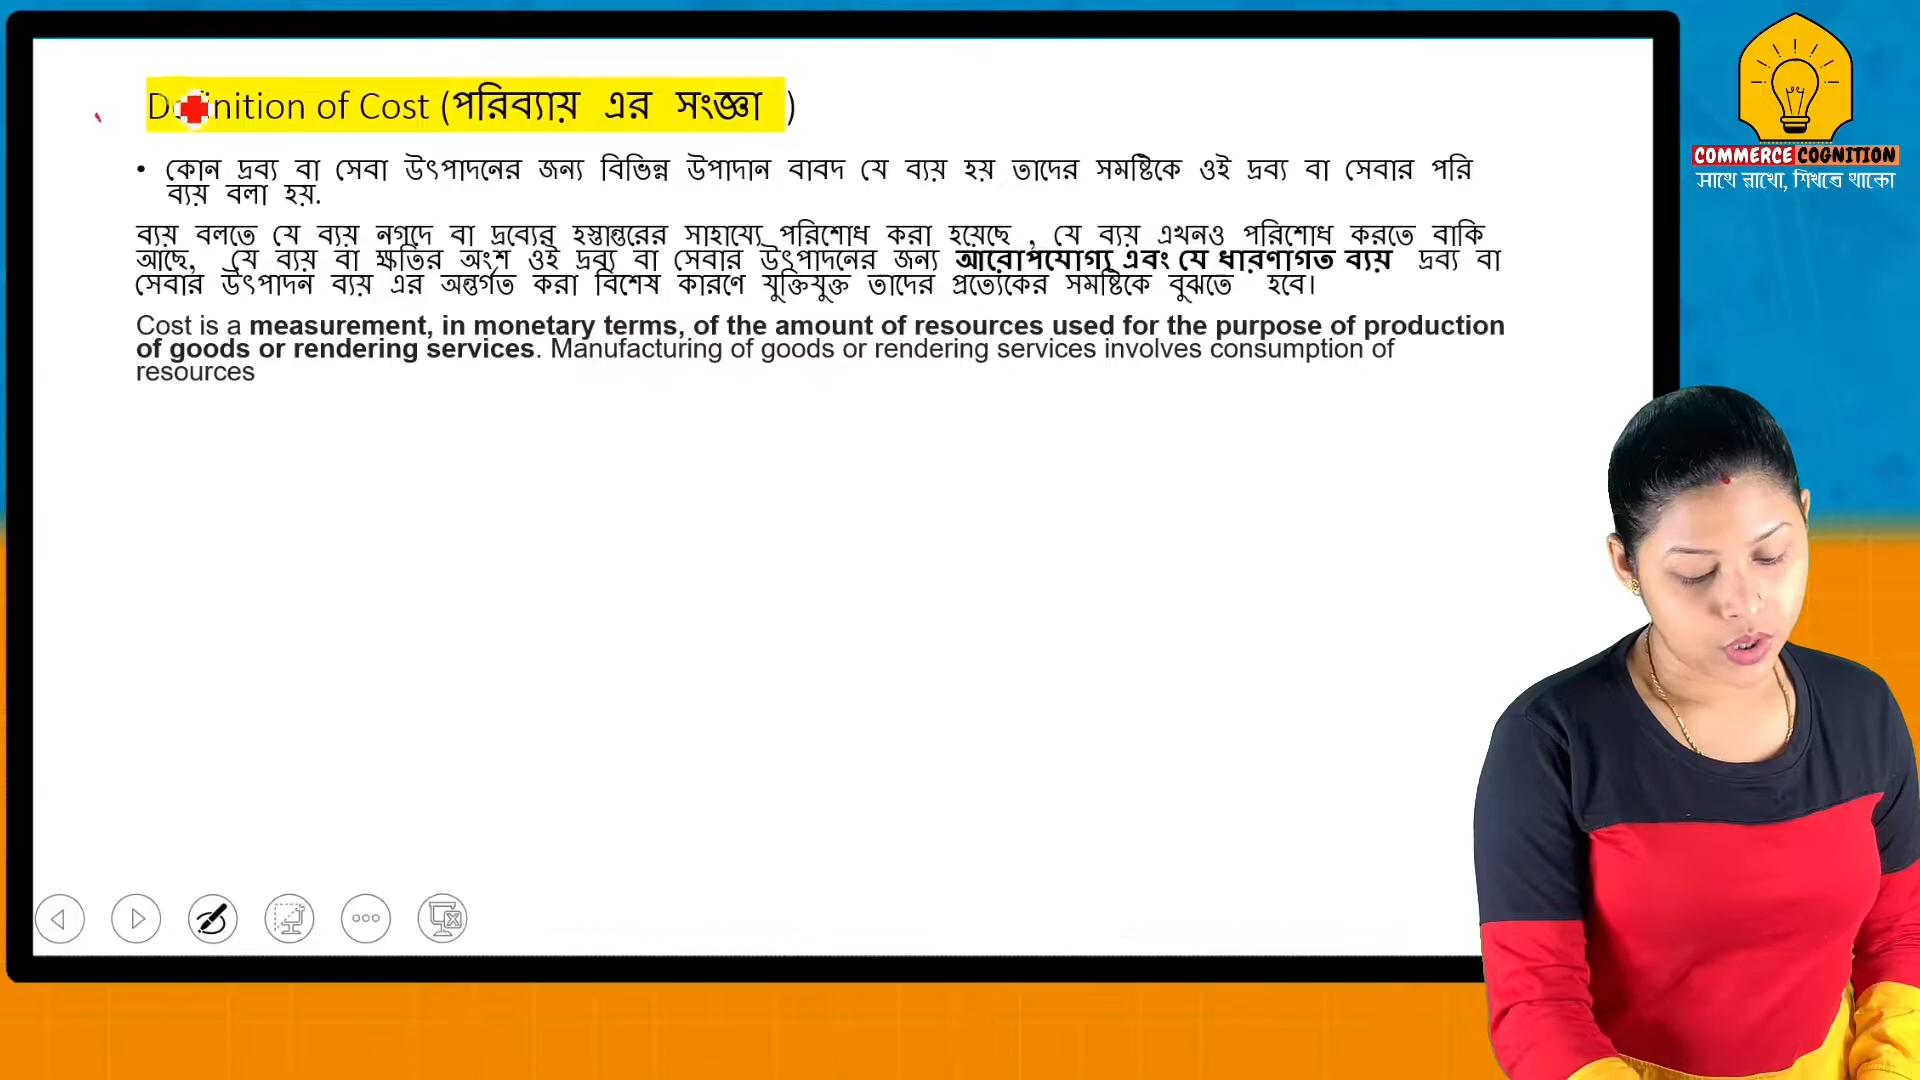 Definition of Cost (পরিব্যায় এর সংজ্ঞা )
COMMERCE COGNITION
সাথে রাখো, শিখতে থাকো
• কোন দ্রব্য বা সেবা উৎপাদনের জন্য বিভিন্ন উপাদান বাবদ যে ব্যয় হয় তাদের সমষ্টিকে ওই দ্রব্য বা সেবার পরি
ব্যয় বলা হয়.
ব্যয় বলতে যে ব্যয় নগদে বা দ্রব্যের হস্তান্তরের সাহায্যে পরিশোধ করা হয়েছে , যে ব্যয় এখনও পরিশোধ করতে বাকি
আছে, যে ব্যয় বা ক্ষতির অংশ ওই দ্রব্য বা সেবার উৎপাদনের জন্য আরোপযোগ্য এবং যে ধারণাগত ব্যয় দ্রব্য বা
সেবার উৎপাদন ব্যয় এর অন্তর্গত করা বিশেষ কারণে যুক্তিযুক্ত তাদের প্রত্যেকের সমষ্টিকে বুঝতে হবে।
Cost is a measurement, in monetary terms, of the amount of resources used for the purpose of production
of goods or rendering services. Manufacturing of goods or rendering services involves consumption of
resources